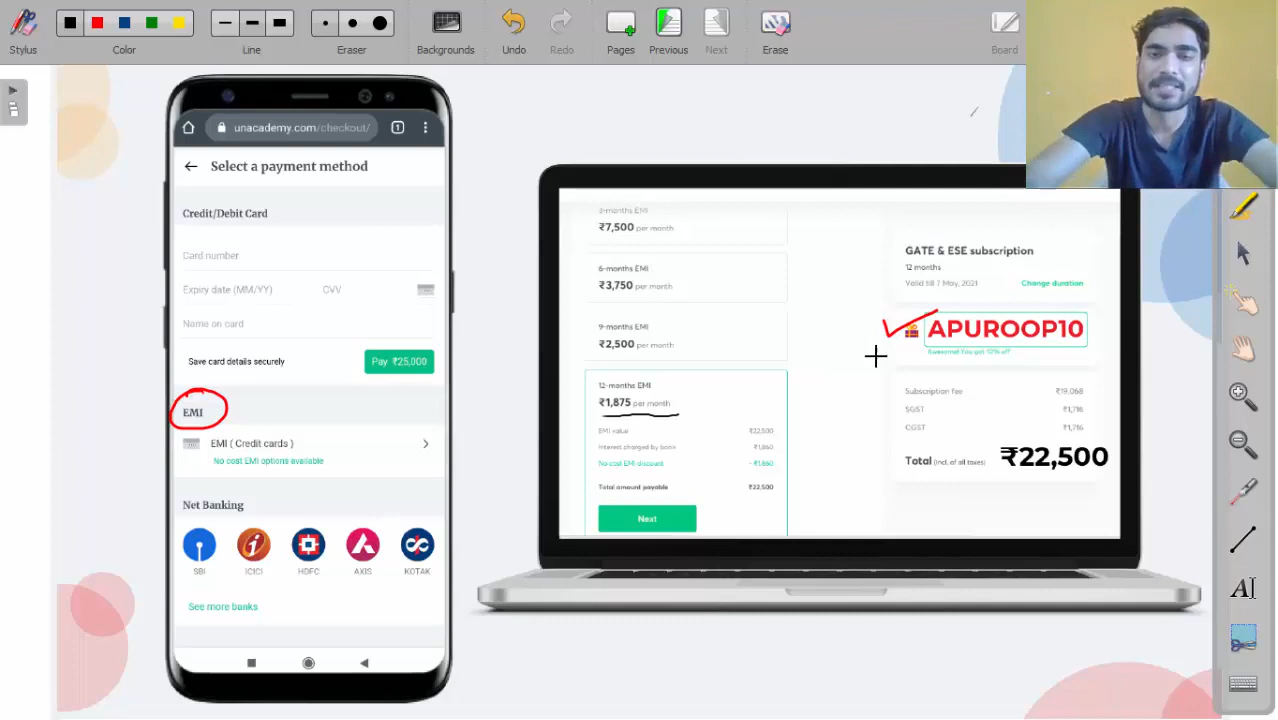 Stylus
Color
Line
Eraser
Backgrounds
Undo
Redo
Pages
Previous
Next
Erase
Board
unacademy.com/checkout/
1
Select a payment method
Credit/Debit Card
Card number
Expiry date (MM/YY)
CVV
Name on card
Save card details securely
Pay ₹25,000
EMI
EMI ( Credit cards )
No cost EMI options available
Net Banking
SBI
ICICI
HDFC
AXIS
KOTAK
See more banks
3-months EMI
₹7,500 per month
6-months EMI
₹3,750 per month
9-months EMI
₹2,500 per month
12-months EMI
₹1,875 per month
EMI value ₹22,500
Interest charged by bank ₹1,860
No cost EMI discount - ₹1,860
Total amount payable ₹22,500
Next
GATE & ESE subscription
12 months
Valid till 7 May, 2021
Change duration
APUROOP10
Awesome! You got 10% off
Subscription fee ₹19,068
SGST ₹1,716
CGST ₹1,716
Total (Incl. of all taxes) ₹22,500
A